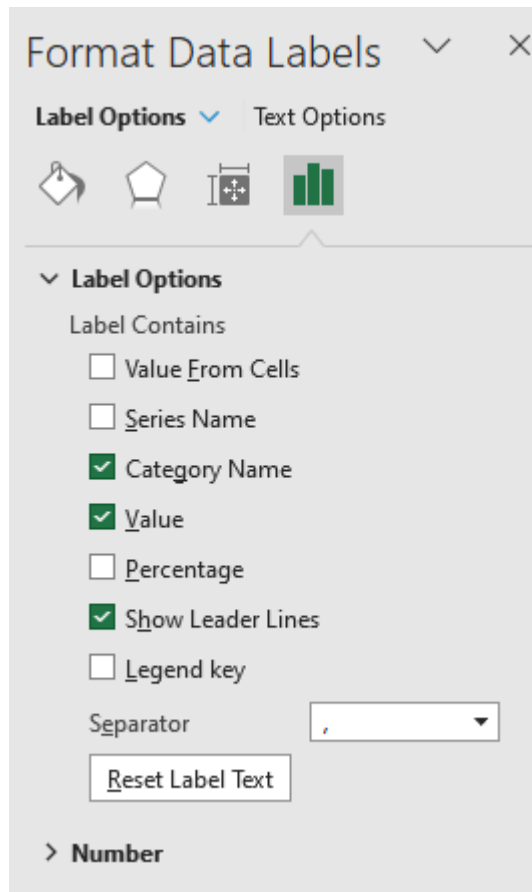 Format Data Labels
Label Options
Text Options
Label Options
Label Contains
Value From Cells
Series Name
Category Name
Value
Percentage
Show Leader Lines
Legend key
Separator ,
Reset Label Text
Number